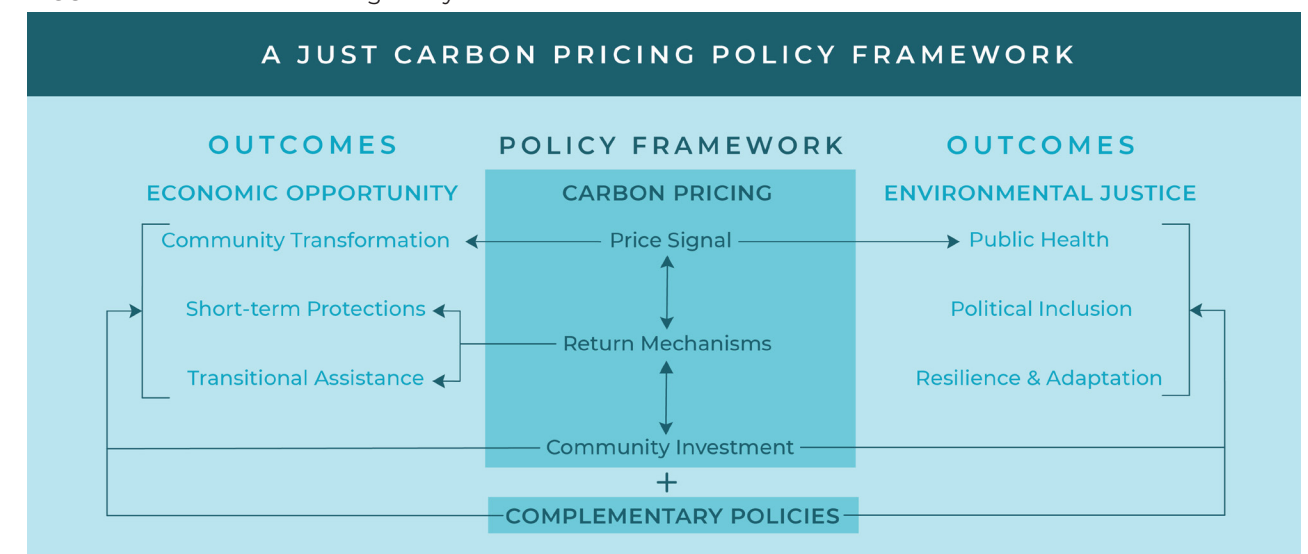 A JUST CARBON PRICING POLICY FRAMEWORK
OUTCOMES
ECONOMIC OPPORTUNITY
Community Transformation
Short-term Protections
Transitional Assistance
POLICY FRAMEWORK
CARBON PRICING
Price Signal
Return Mechanisms
Community Investment
+
COMPLEMENTARY POLICIES
OUTCOMES
ENVIRONMENTAL JUSTICE
Public Health
Political Inclusion
Resilience & Adaptation